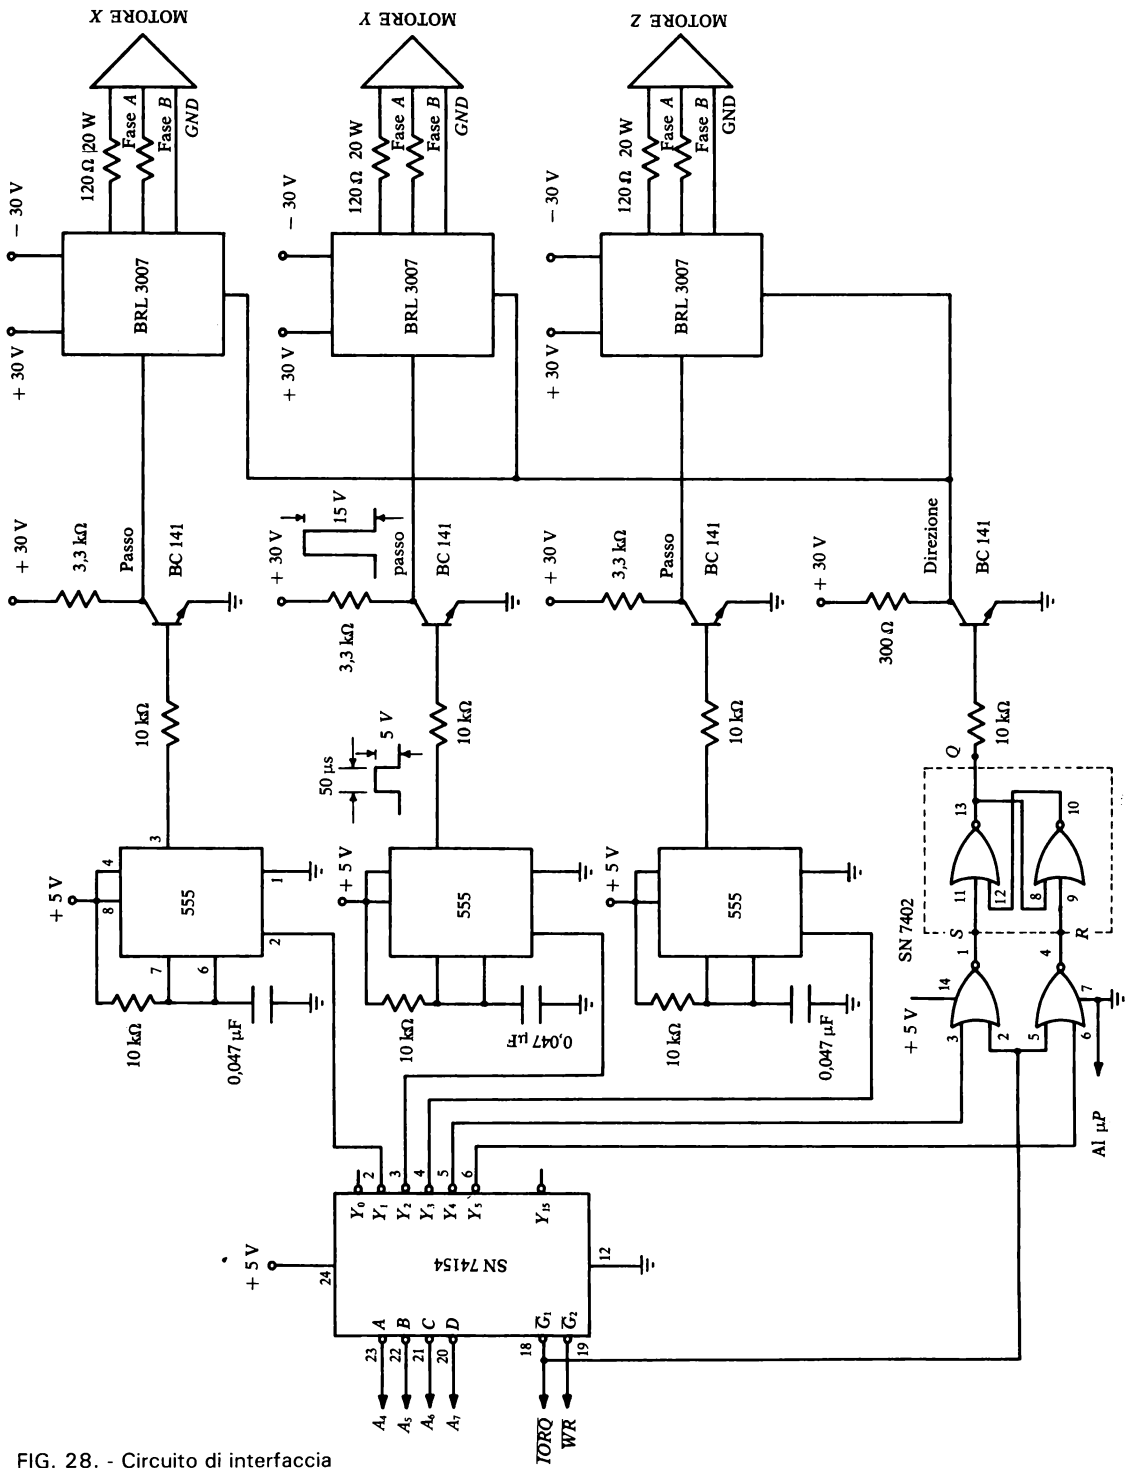 MOTORE X
MOTORE Y
MOTORE Z
120 Ω 20 W
Fase A
Fase B
GND
120 Ω 20 W
Fase A
Fase B
GND
120 Ω 20 W
Fase A
Fase B
GND
+ 30 V
− 30 V
BRL 3007
+ 30 V
− 30 V
BRL 3007
+ 30 V
− 30 V
BRL 3007
+ 30 V
3,3 kΩ
Passo
BC 141
+ 30 V
15 V
3,3 kΩ
passo
BC 141
+ 30 V
3,3 kΩ
Passo
BC 141
+ 30 V
300 Ω
Direzione
BC 141
10 kΩ
50 μs
5 V
10 kΩ
10 kΩ
10 kΩ
Q
+ 5 V
8
4
3
555
7
6
2
1
10 kΩ
0,047 μF
+ 5 V
555
10 kΩ
0,047 μF
+ 5 V
555
10 kΩ
0,047 μF
SN 7402
13
11
12
10
8
9
S
R
1
4
+ 5 V
14
3
2
5
6
7
Al μP
+ 5 V
24
SN 74154
12
Y0
Y1
Y2
Y3
Y4
Y5
Y15
2
3
4
5
6
A
B
C
D
G1
G2
23
22
21
20
18
19
A4
A5
A6
A7
IORQ
WR
FIG. 28. - Circuito di interfaccia